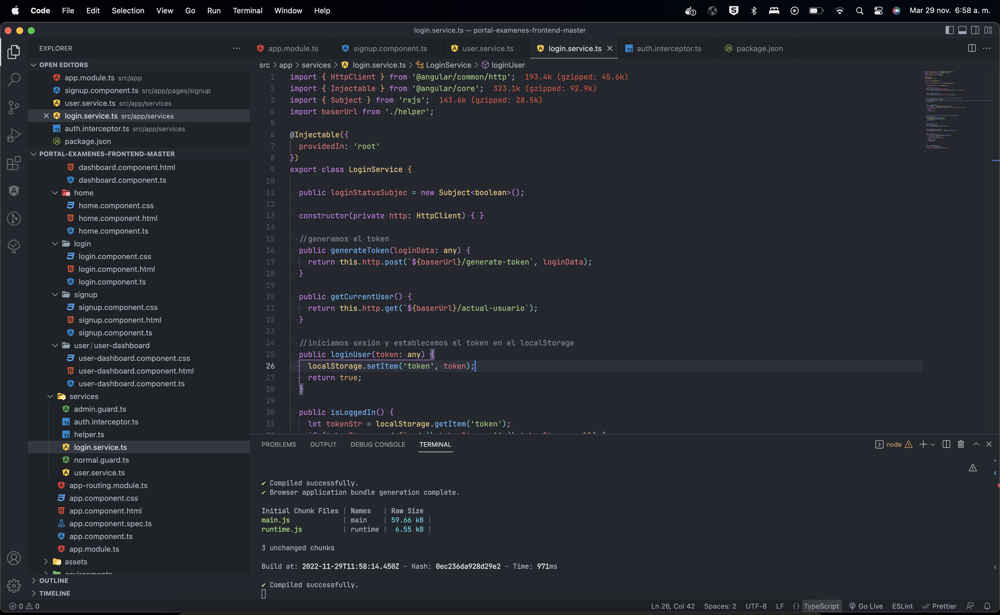 Code File Edit Selection View Go Run Terminal Window Help Mar 29 nov. 6:58 a. m.
login.service.ts — portal-examenes-frontend-master
EXPLORER
OPEN EDITORS
app.module.ts src/app
signup.component.ts src/app/pages/signup
user.service.ts src/app/services
login.service.ts src/app/services
auth.interceptor.ts src/app/services
package.json
PORTAL-EXAMENES-FRONTEND-MASTER
dashboard.component.html
dashboard.component.ts
home
home.component.css
home.component.html
home.component.ts
login
login.component.css
login.component.html
login.component.ts
signup
signup.component.css
signup.component.html
signup.component.ts
user/user-dashboard
user-dashboard.component.css
user-dashboard.component.html
user-dashboard.component.ts
services
admin.guard.ts
auth.interceptor.ts
helper.ts
login.service.ts
normal.guard.ts
user.service.ts
app-routing.module.ts
app.component.css
app.component.html
app.component.spec.ts
app.component.ts
app.module.ts
assets
environments
OUTLINE
TIMELINE
app.module.ts signup.component.ts user.service.ts login.service.ts auth.interceptor.ts package.json
src > app > services > login.service.ts > LoginService > loginUser
1 import { HttpClient } from '@angular/common/http'; 193.4k (gzipped: 45.6k)
2 import { Injectable } from '@angular/core'; 323.1k (gzipped: 92.9k)
3 import { Subject } from 'rxjs'; 143.6k (gzipped: 28.5k)
4 import baserUrl from './helper';
5
6 @Injectable({
7 providedIn: 'root'
8 })
9 export class LoginService {
10
11 public loginStatusSubjec = new Subject<boolean>();
12
13 constructor(private http: HttpClient) { }
14
15 //generamos el token
16 public generateToken(loginData: any) {
17 return this.http.post(`${baserUrl}/generate-token`, loginData);
18 }
19
20 public getCurrentUser() {
21 return this.http.get(`${baserUrl}/actual-usuario`);
22 }
23
24 //iniciamos sesión y establecemos el token en el localStorage
25 public loginUser(token: any) {
26 localStorage.setItem('token', token);
27 return true;
28 }
29
30 public isLoggedIn() {
31 let tokenStr = localStorage.getItem('token');
PROBLEMS OUTPUT DEBUG CONSOLE TERMINAL node
✔ Compiled successfully.
✔ Browser application bundle generation complete.
Initial Chunk Files | Names | Raw Size
main.js | main | 59.66 kB |
runtime.js | runtime | 6.55 kB |
3 unchanged chunks
Build at: 2022-11-29T11:58:14.450Z - Hash: 0ec236da928d29e2 - Time: 971ms
✔ Compiled successfully.
0 0 Ln 26, Col 42 Spaces: 2 UTF-8 LF {} TypeScript Go Live ESLint Prettier